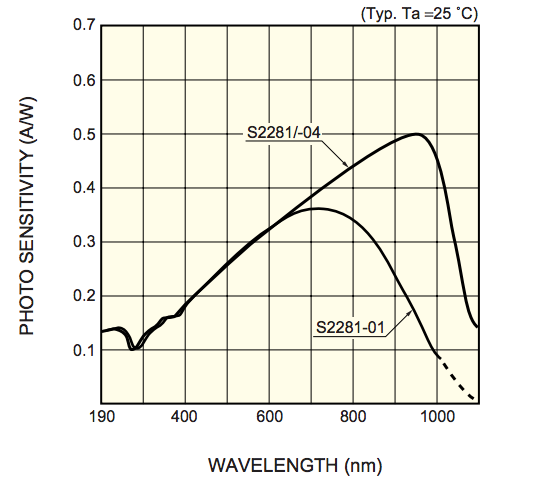 (Typ. Ta =25 ˚C)
0.7
0.6
0.5
0.4
0.3
0.2
0.1
PHOTO SENSITIVITY (A/W)
S2281/-04
S2281-01
190 400 600 800 1000
WAVELENGTH (nm)